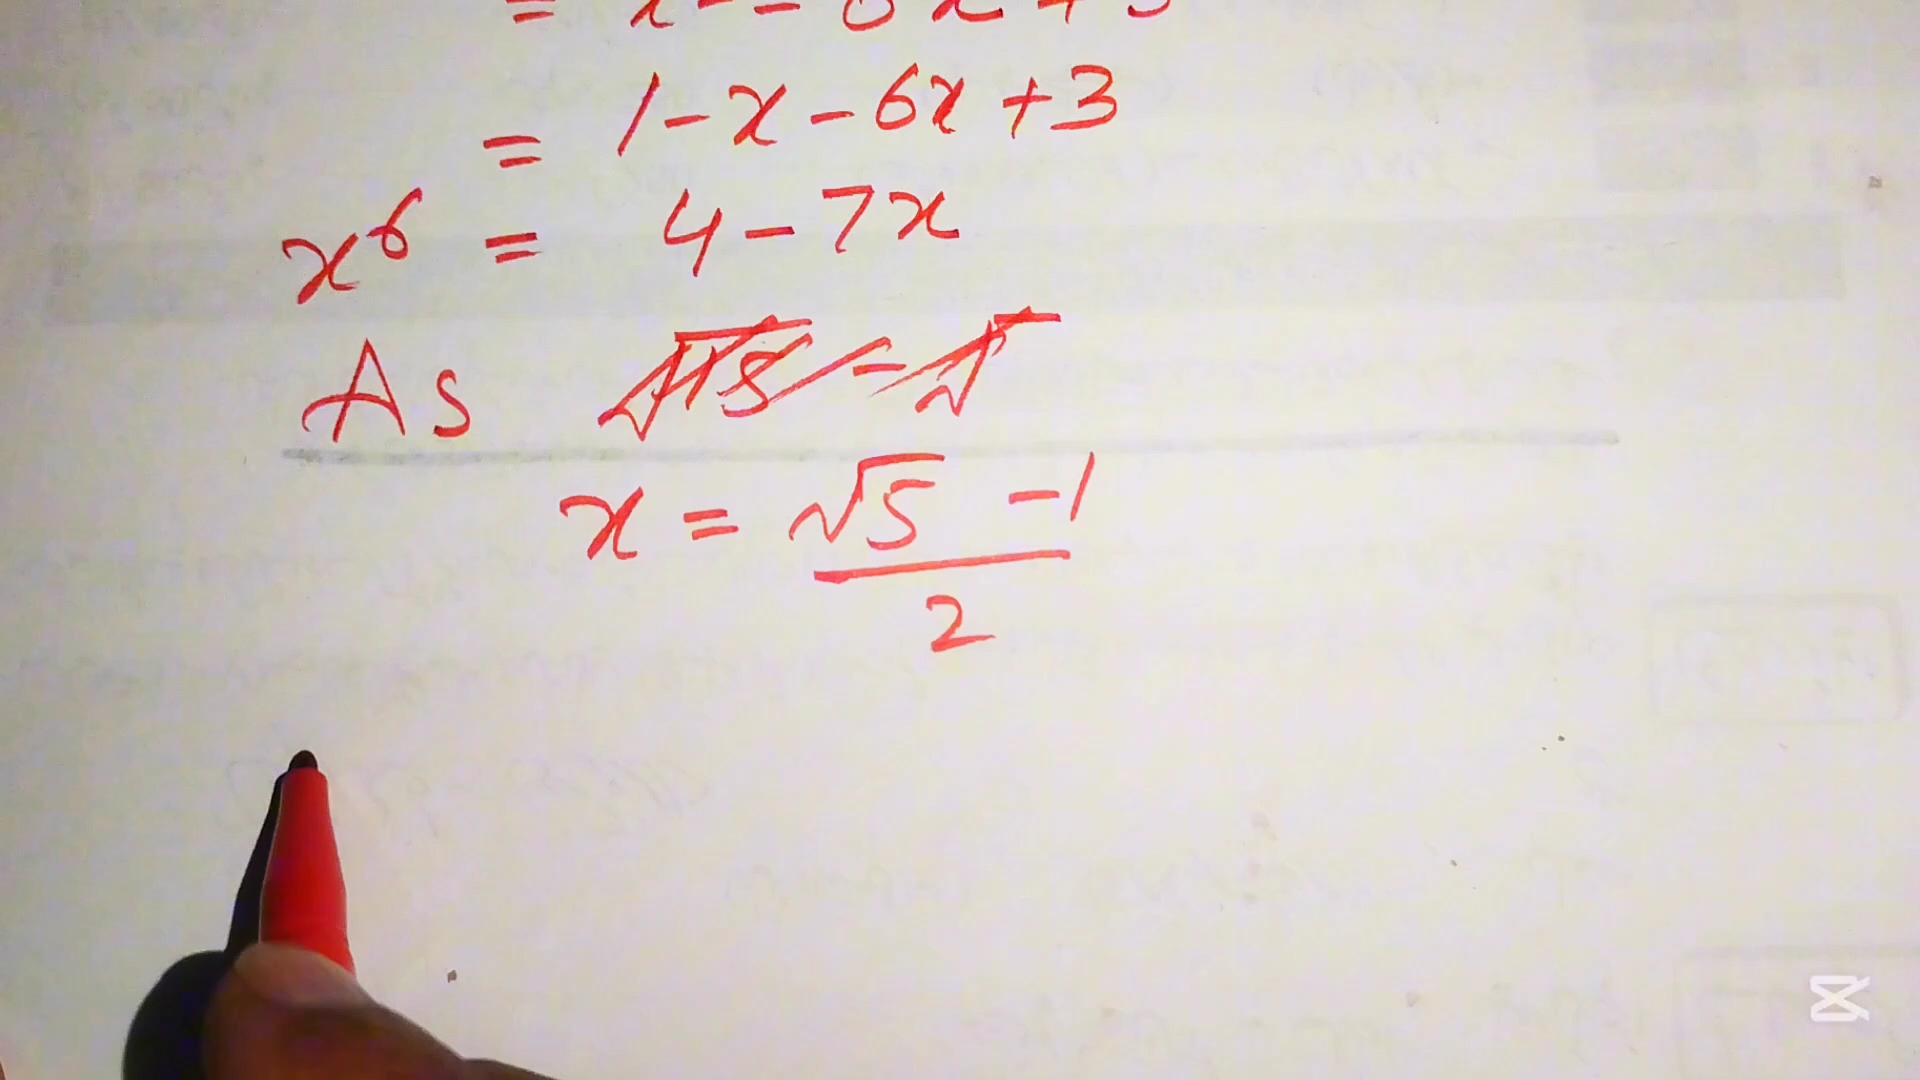 = 1 - x - 6x + 3
x⁶ = 4 - 7x
As
x = √5 - 1
2